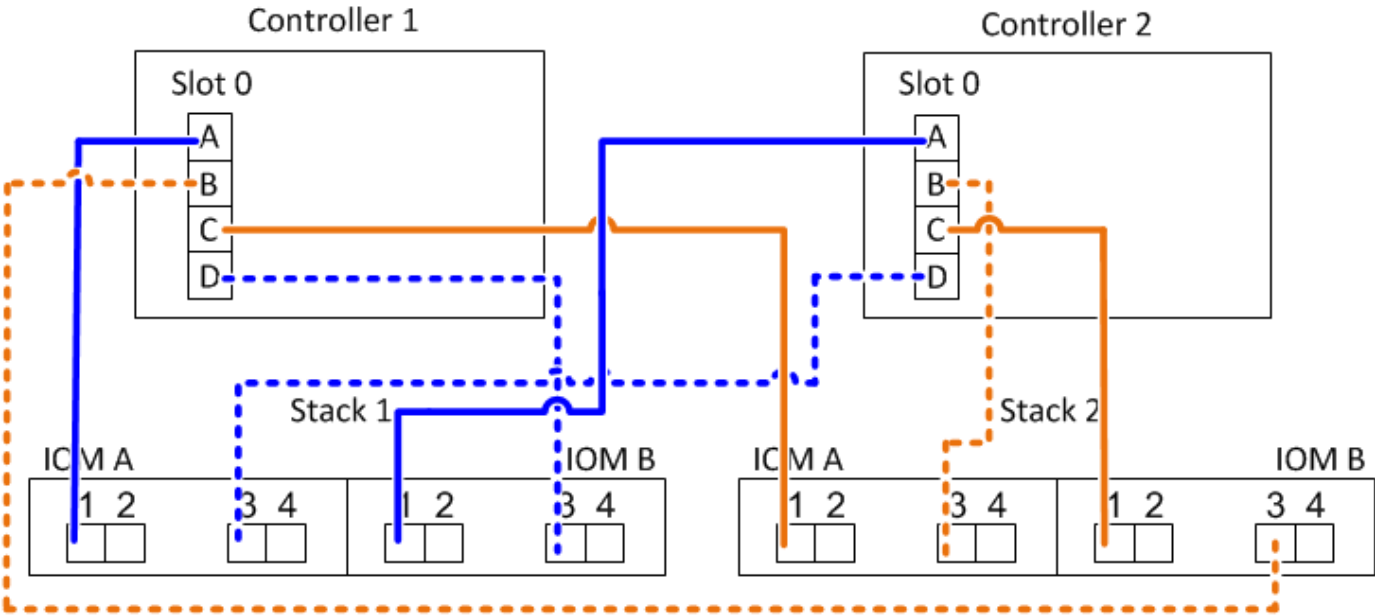 Controller 1
Controller 2
Slot 0
Slot 0
A
A
B
B
C
C
D
D
Stack 1
Stack 2
IOM A
IOM B
IOM A
IOM B
1 2
3 4
1 2
3 4
1 2
3 4
1 2
3 4